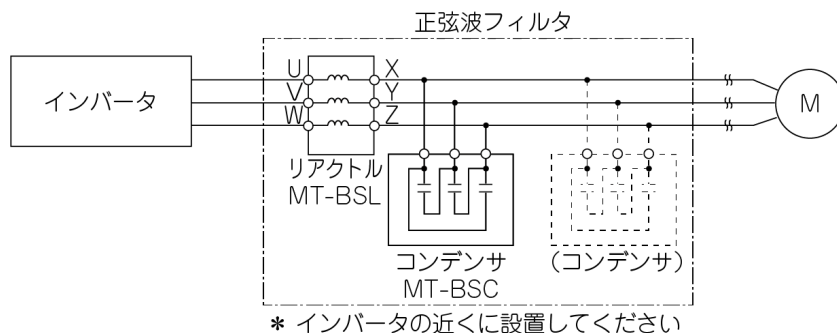 正弦波フィルタ
インバータ
U
V
W
X
Y
Z
M
リアクトル
MT-BSL
コンデンサ
MT-BSC
(コンデンサ)
* インバータの近くに設置してください